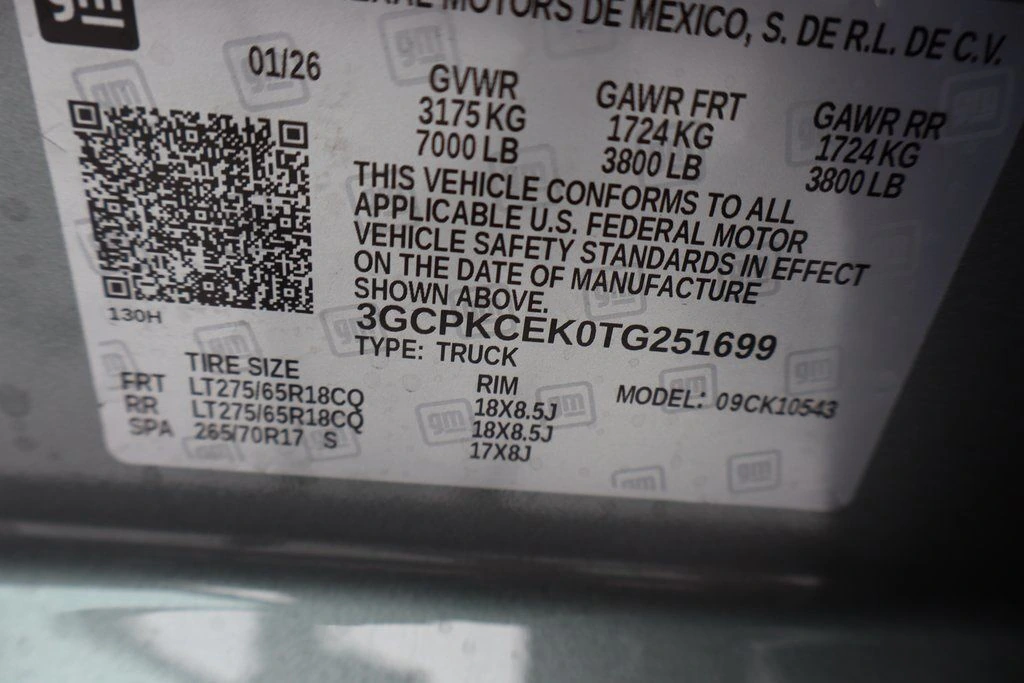 gm
MOTORS DE MEXICO, S. DE R.L. DE C.V.
01/26
GVWR GAWR FRT GAWR RR
3175 KG 1724 KG 1724 KG
7000 LB 3800 LB 3800 LB
THIS VEHICLE CONFORMS TO ALL
APPLICABLE U.S. FEDERAL MOTOR
VEHICLE SAFETY STANDARDS IN EFFECT
ON THE DATE OF MANUFACTURE
SHOWN ABOVE.
130H
3GCPKCEK0TG251699
TYPE: TRUCK
TIRE SIZE RIM MODEL: 09CK10543
FRT LT275/65R18CQ 18X8.5J
RR LT275/65R18CQ 18X8.5J
SPA 265/70R17 S 17X8J